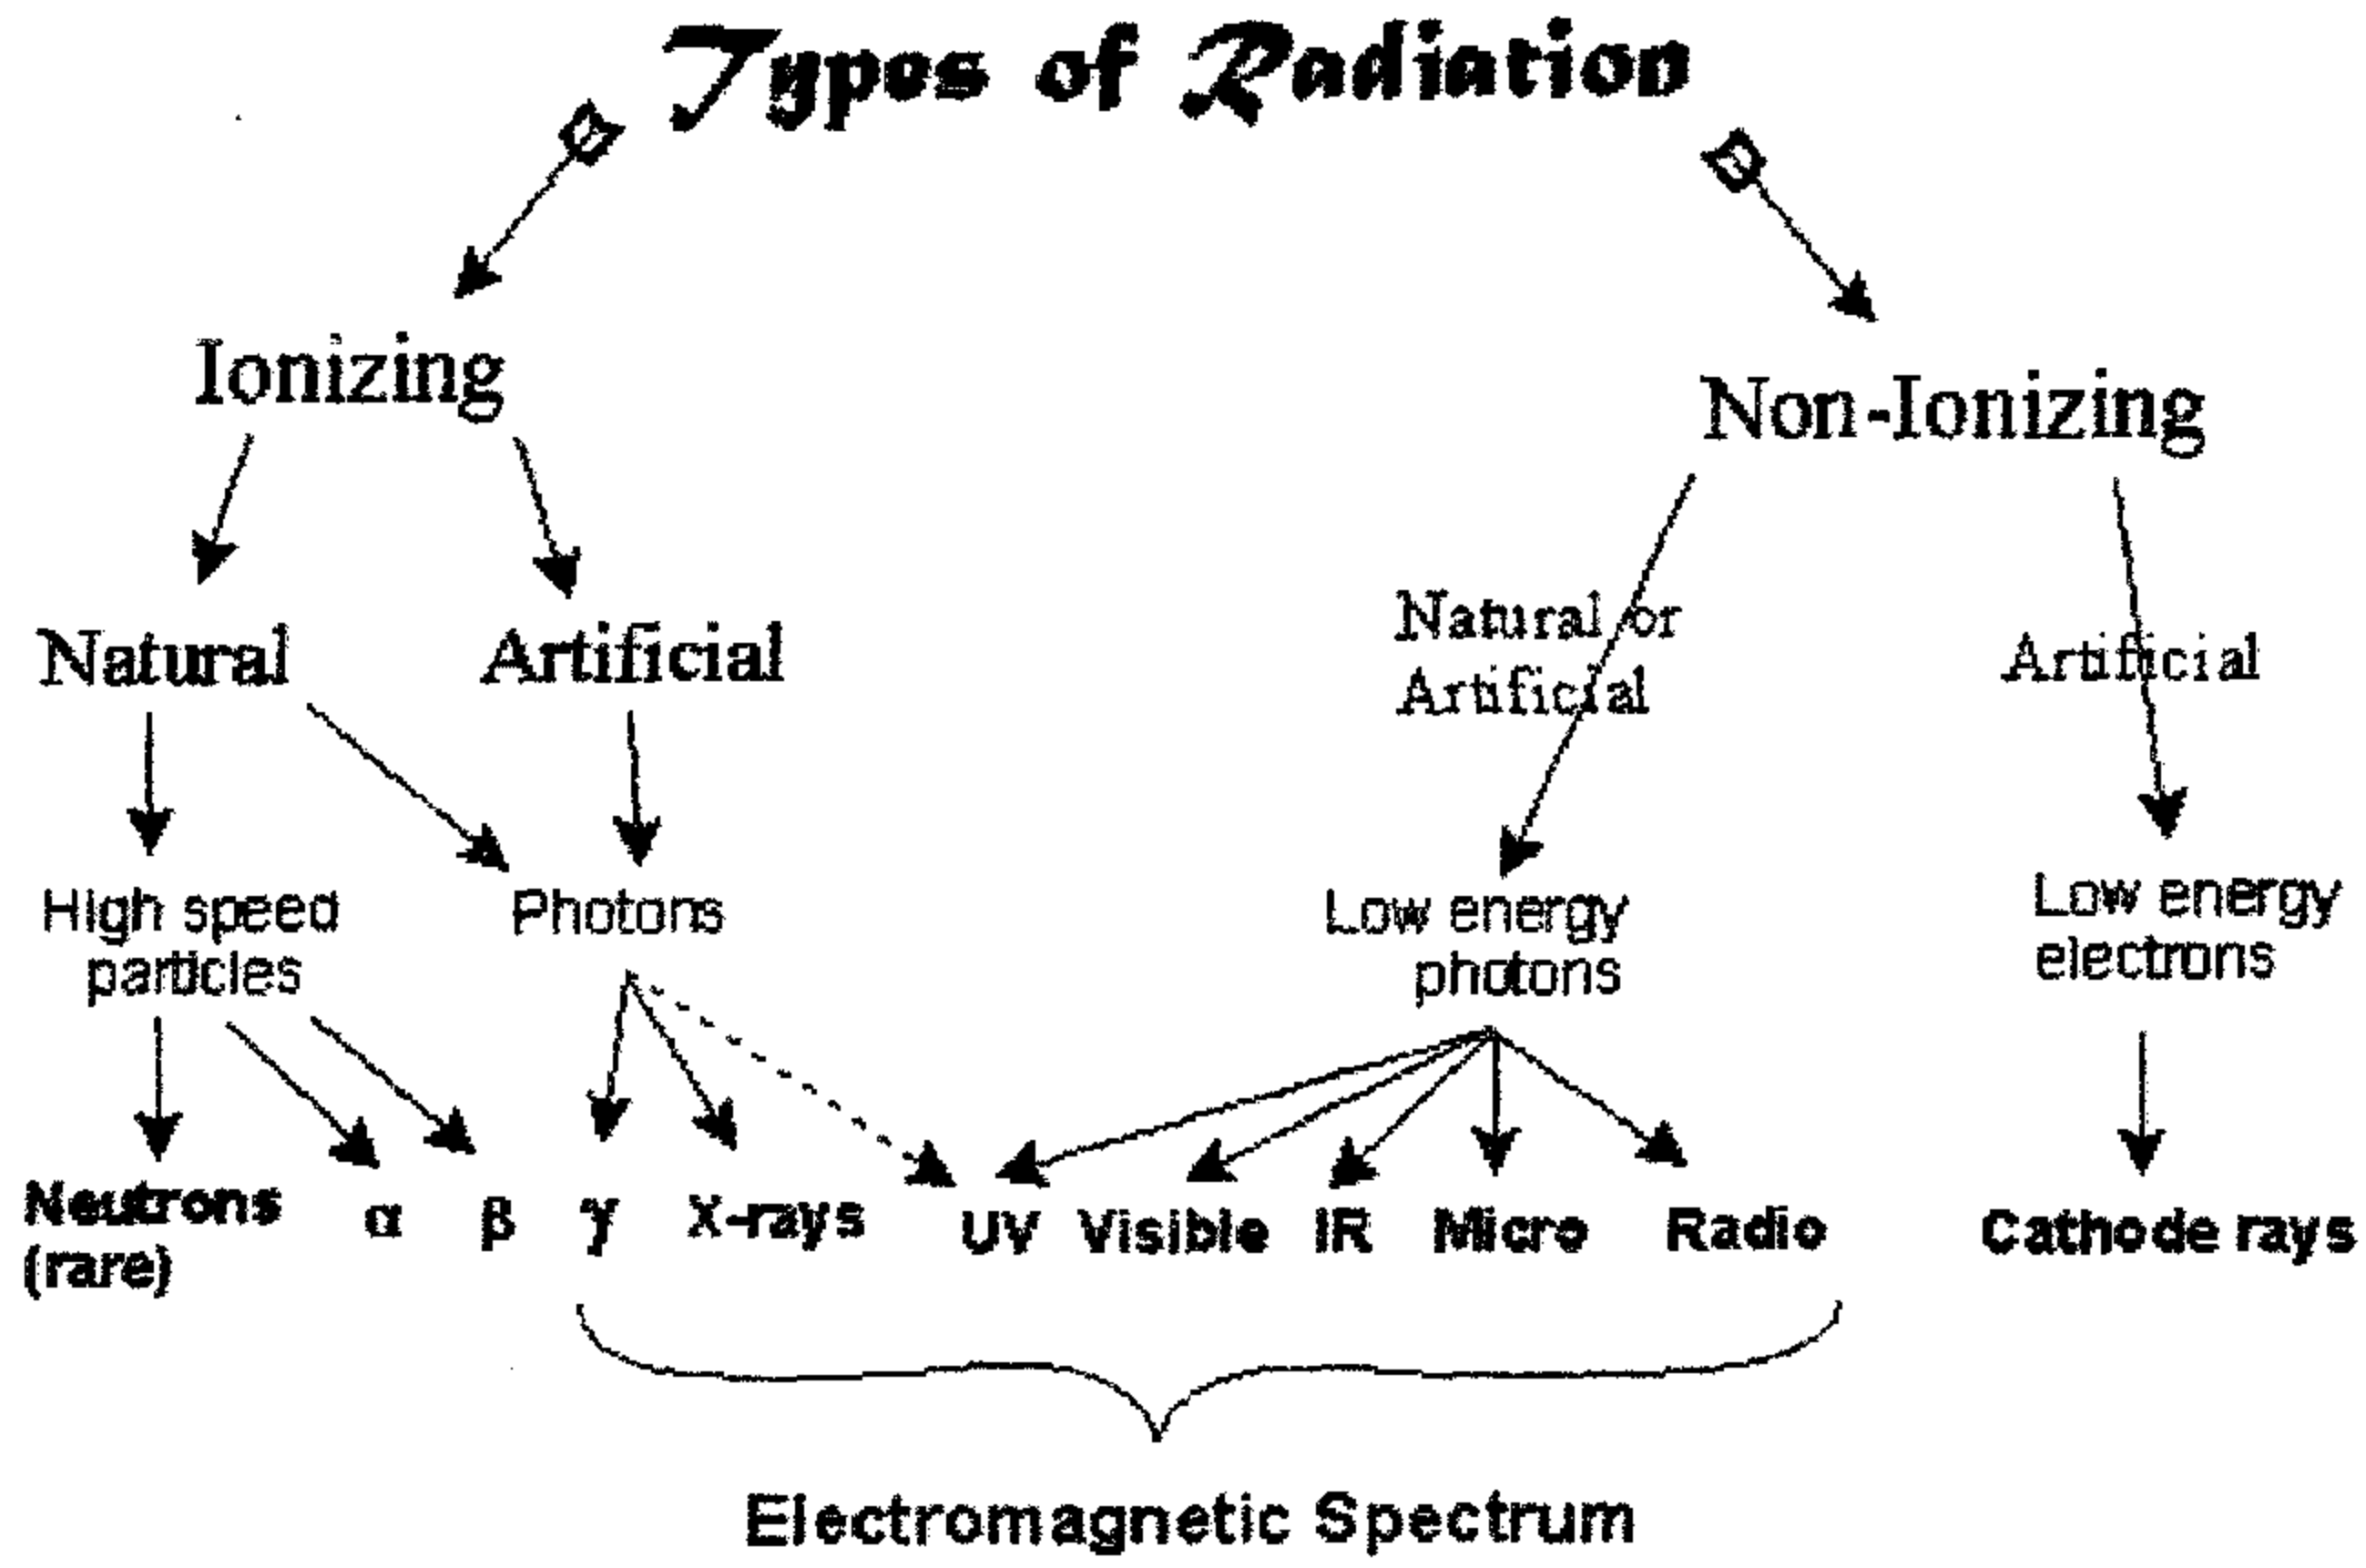 Types of Radiation
Ionizing
Non-Ionizing
Natural
Artificial
Natural or
Artificial
Artificial
High speed
particles
Photons
Low energy
photons
Low energy
electrons
Neutrons
(rare)
α
β
γ
X-rays
UV
Visible
IR
Micro
Radio
Cathode rays
Electromagnetic Spectrum